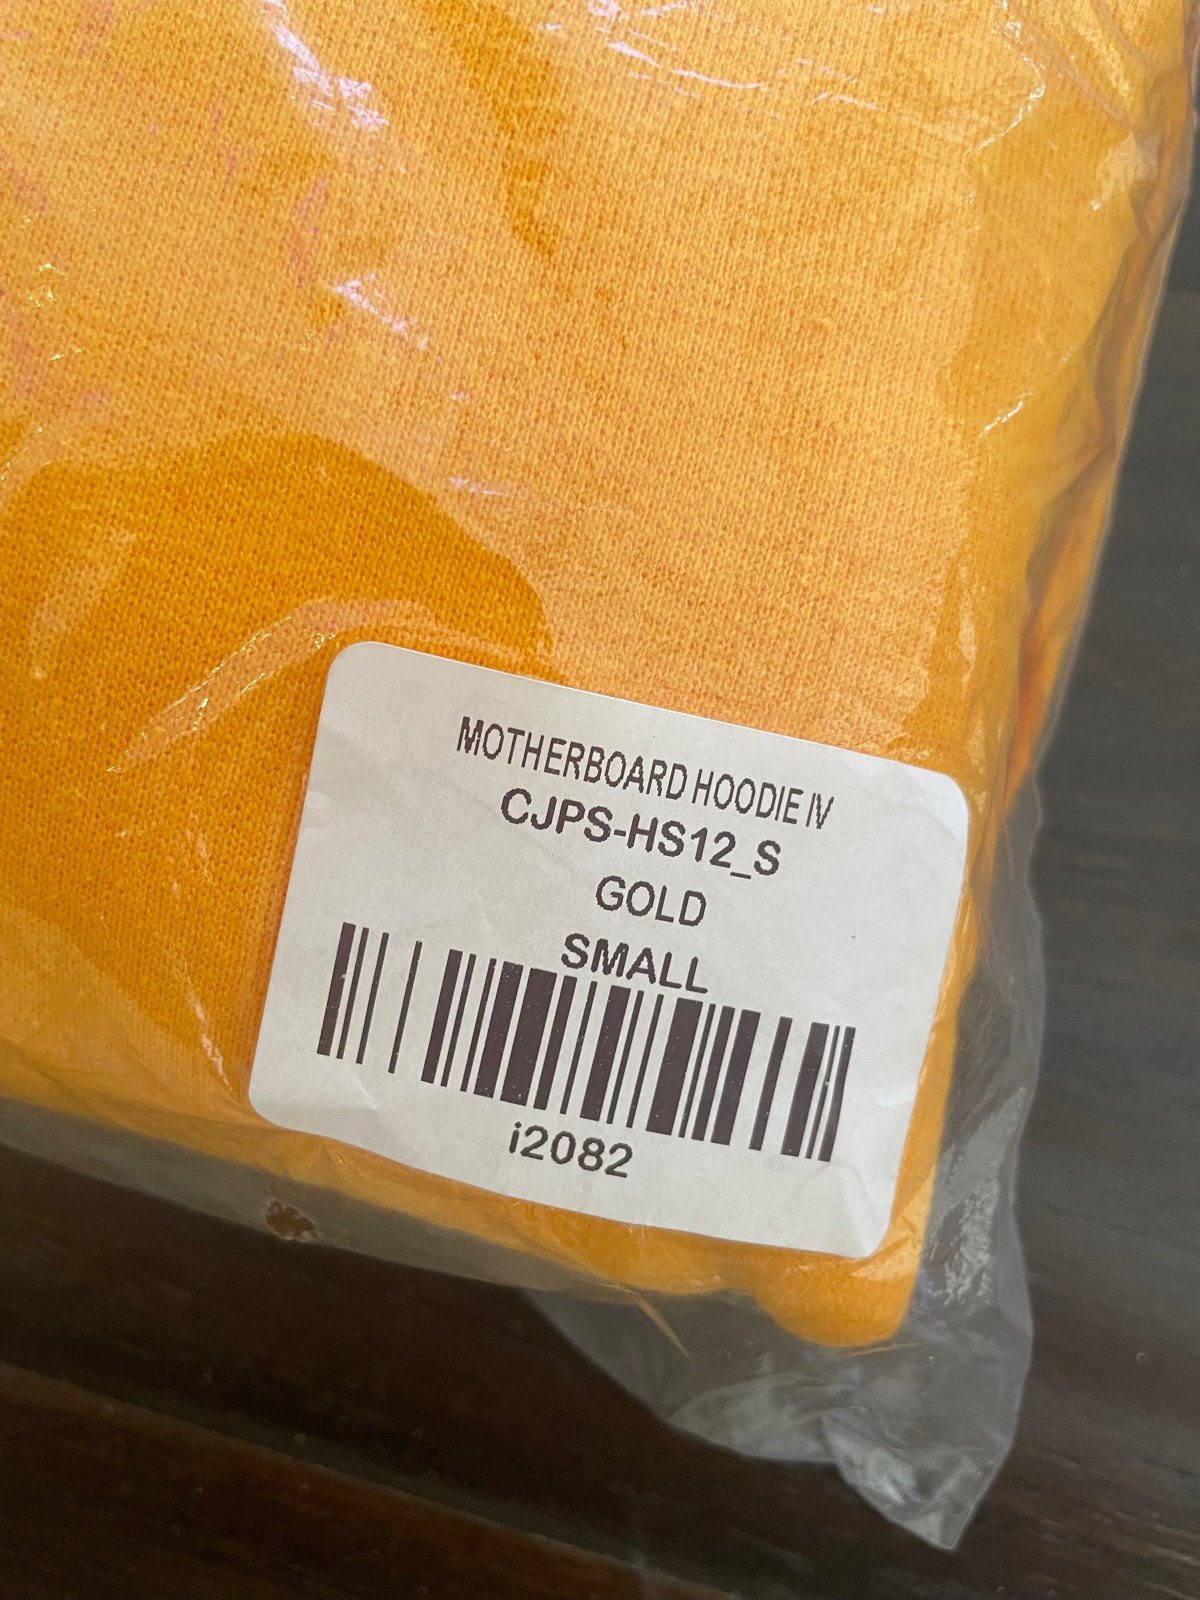 MOTHERBOARD HOODIE IV
CJPS-HS12_S
GOLD
SMALL
i2082